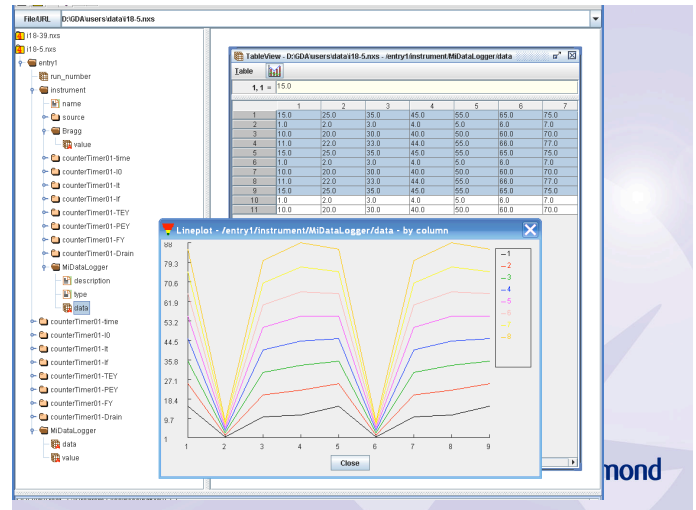 File/URL D:\GDA\users\data\i18-5.nxs
i18-39.nxs
i18-5.nxs
entry1
run_number
instrument
name
source
Bragg
value
counterTimer01-time
counterTimer01-I0
counterTimer01-It
counterTimer01-If
counterTimer01-TEY
counterTimer01-PEY
counterTimer01-FY
counterTimer01-Drain
MiDataLogger
description
type
data
counterTimer01-time
counterTimer01-I0
counterTimer01-It
counterTimer01-If
counterTimer01-TEY
counterTimer01-PEY
counterTimer01-FY
counterTimer01-Drain
MiDataLogger
data
value
TableView - D:\GDA\users\data\i18-5.nxs - /entry1/instrument/MiDataLogger/data
Table
1, 1 = 15.0
1 2 3 4 5 6 7
1 15.0 25.0 35.0 45.0 55.0 65.0 75.0
2 1.0 2.0 3.0 4.0 5.0 6.0 7.0
3 10.0 20.0 30.0 40.0 50.0 60.0 70.0
4 11.0 22.0 33.0 44.0 55.0 66.0 77.0
5 15.0 25.0 35.0 45.0 55.0 65.0 75.0
6 1.0 2.0 3.0 4.0 5.0 6.0 7.0
7 10.0 20.0 30.0 40.0 50.0 60.0 70.0
8 11.0 22.0 33.0 44.0 55.0 66.0 77.0
9 15.0 25.0 35.0 45.0 55.0 65.0 75.0
10 1.0 2.0 3.0 4.0 5.0 6.0 7.0
11 10.0 20.0 30.0 40.0 50.0 60.0 70.0
Lineplot - /entry1/instrument/MiDataLogger/data - by column
88
79.3
70.6
61.9
53.2
44.5
35.8
27.1
18.4
9.7
1
1 2 3 4 5 6 7 8 9
1
2
3
4
5
6
7
8
Close
mond